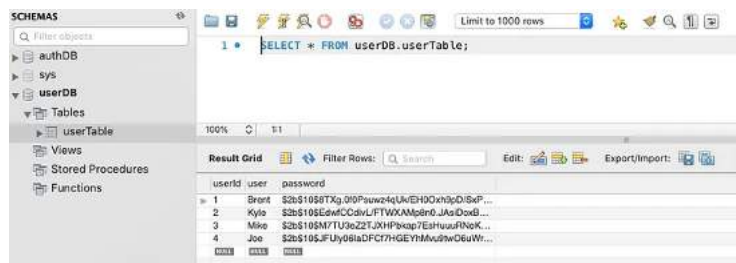 SCHEMAS
Filter objects
authDB
sys
userDB
Tables
userTable
Views
Stored Procedures
Functions
Limit to 1000 rows
1 SELECT * FROM userDB.userTable;
100% 1:1
Result Grid Filter Rows: Search Edit: Export/Import:
userId user password
1 Brent
2 Kyle
3 Mike
4 Joe
NULL NULL NULL